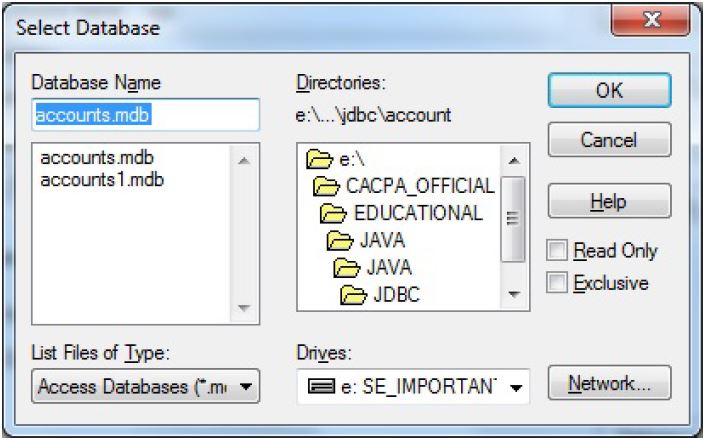 Select Database
Database Name
accounts.mdb
accounts.mdb
accounts1.mdb
List Files of Type:
Access Databases (*.m
Directories:
e:\...\jdbc\account
e:\
CACPA_OFFICIAL
EDUCATIONAL
JAVA
JAVA
JDBC
Drives:
e: SE_IMPORTAN
OK
Cancel
Help
Read Only
Exclusive
Network...